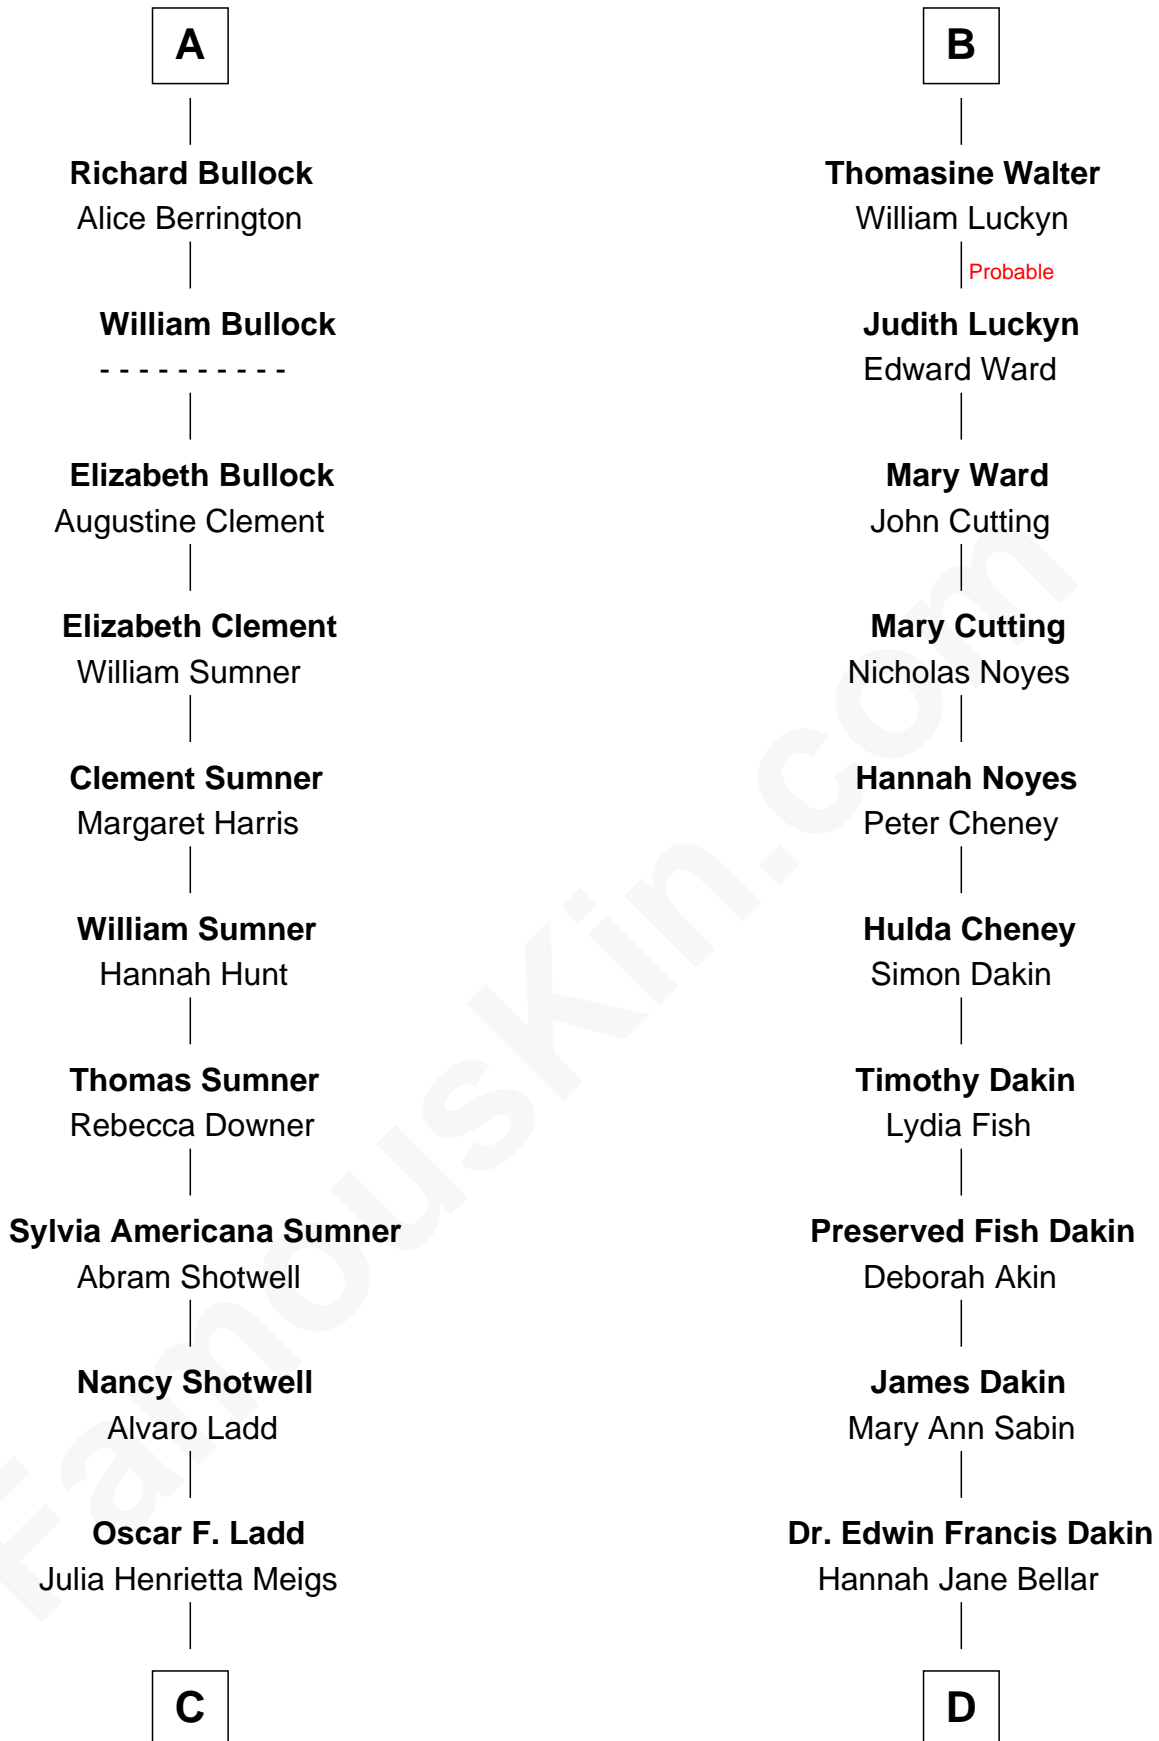 A
Richard Bullock
Alice Berrington
William Bullock
- - - - - - - - - -
Elizabeth Bullock
Augustine Clement
Elizabeth Clement
William Sumner
Clement Sumner
Margaret Harris
William Sumner
Hannah Hunt
Thomas Sumner
Rebecca Downer
Sylvia Americana Sumner
Abram Shotwell
Nancy Shotwell
Alvaro Ladd
Oscar F. Ladd
Julia Henrietta Meigs
C
B
Thomasine Walter
William Luckyn
Probable
Judith Luckyn
Edward Ward
Mary Ward
John Cutting
Mary Cutting
Nicholas Noyes
Hannah Noyes
Peter Cheney
Hulda Cheney
Simon Dakin
Timothy Dakin
Lydia Fish
Preserved Fish Dakin
Deborah Akin
James Dakin
Mary Ann Sabin
Dr. Edwin Francis Dakin
Hannah Jane Bellar
D
FamousKin.com